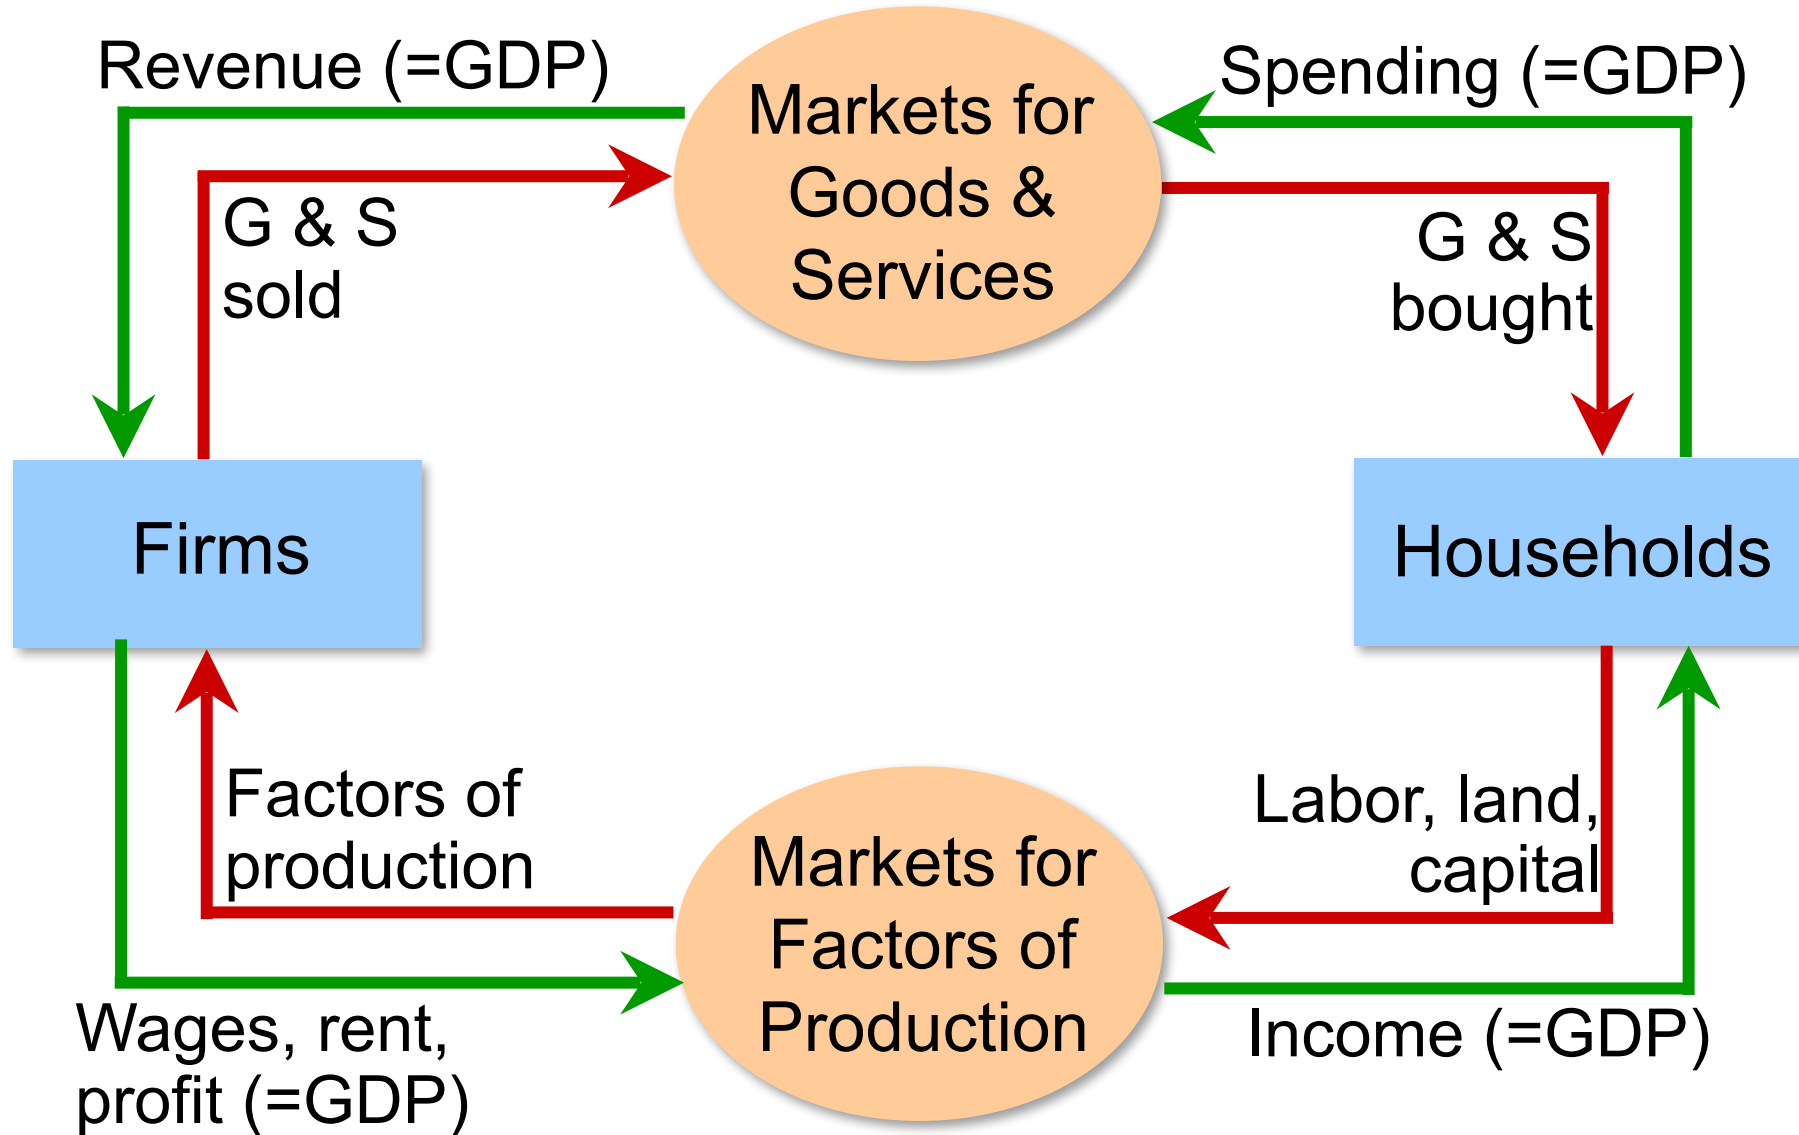 Revenue (=GDP)
Spending (=GDP)
Markets for
Goods &
Services
G & S
sold
G & S
bought
Firms
Households
Factors of
production
Labor, land,
capital
Markets for
Factors of
Production
Wages, rent,
profit (=GDP)
Income (=GDP)